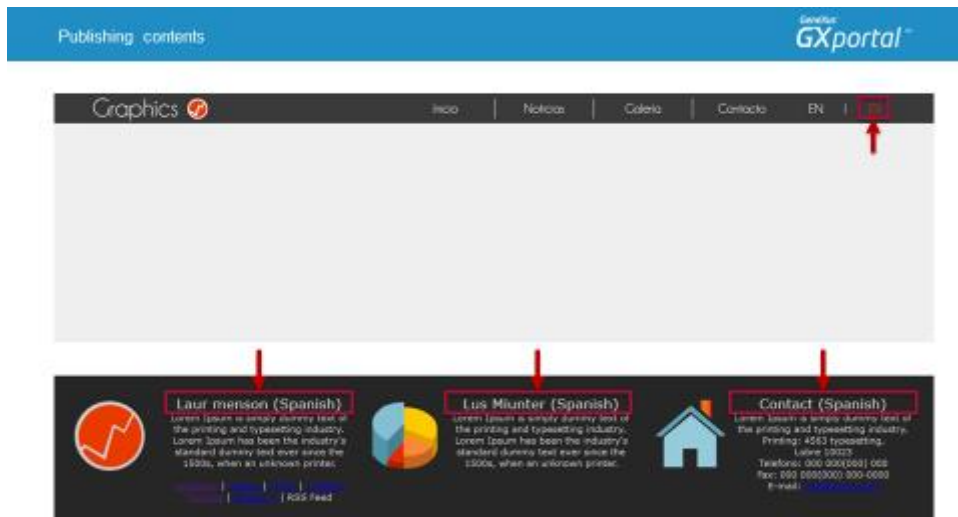 Publishing contents
GeneXus
GXportal™
Graphics
Inicio | Noticias | Galeria | Contacto EN |
Laur menson (Spanish)
Lorem Ipsum is simply dummy text of
the printing and typesetting industry.
Lorem Ipsum has been the industry's
standard dummy text ever since the
1500s, when an unknown printer.
| | | |
| | RSS Feed
Lus Miunter (Spanish)
Lorem Ipsum is simply dummy text of
the printing and typesetting industry.
Lorem Ipsum has been the industry's
standard dummy text ever since the
1500s, when an unknown printer.
Contact (Spanish)
Lorem Ipsum is simply dummy text of
the printing and typesetting industry.
Printing: 4563 typesetting,
Labre 10023
Telefono: 000 000(000) 000
Fax: 000 000(000) 000-0000
E-mail: